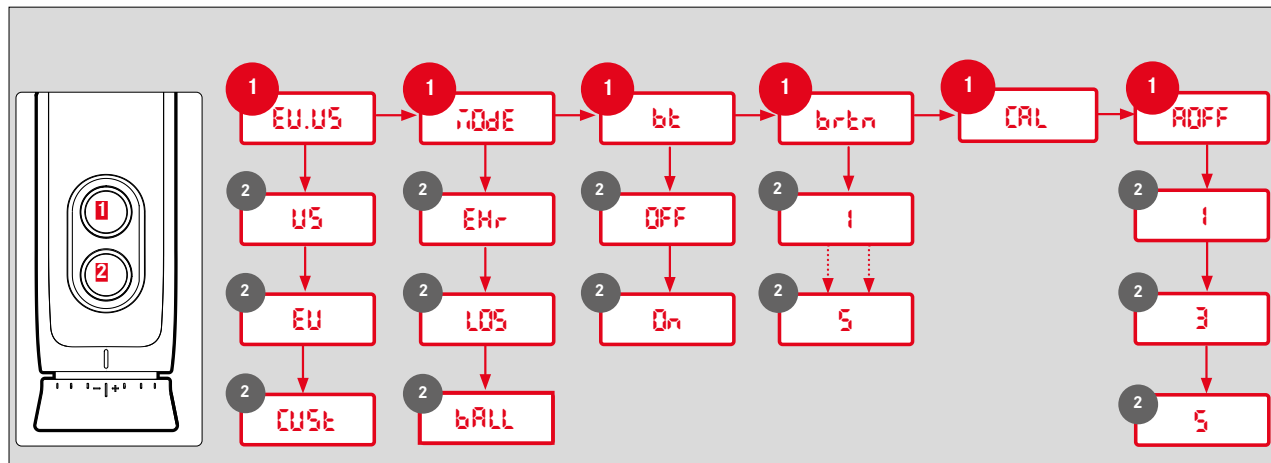 1 1 1 1 1 1
EU.US MODE bt brtn CAL AOFF
1
2
- +
2 2 2 2 2
US EHr OFF 1 1
2 2 2 2 2
EU LOS On 5 3
2 2 2
CUSt bALL 5